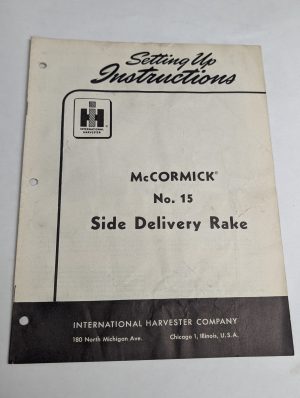 Setting Up
Instructions
IH
INTERNATIONAL
HARVESTER
McCORMICK®
No. 15
Side Delivery Rake
INTERNATIONAL HARVESTER COMPANY
180 North Michigan Ave. Chicago 1, Illinois, U.S.A.